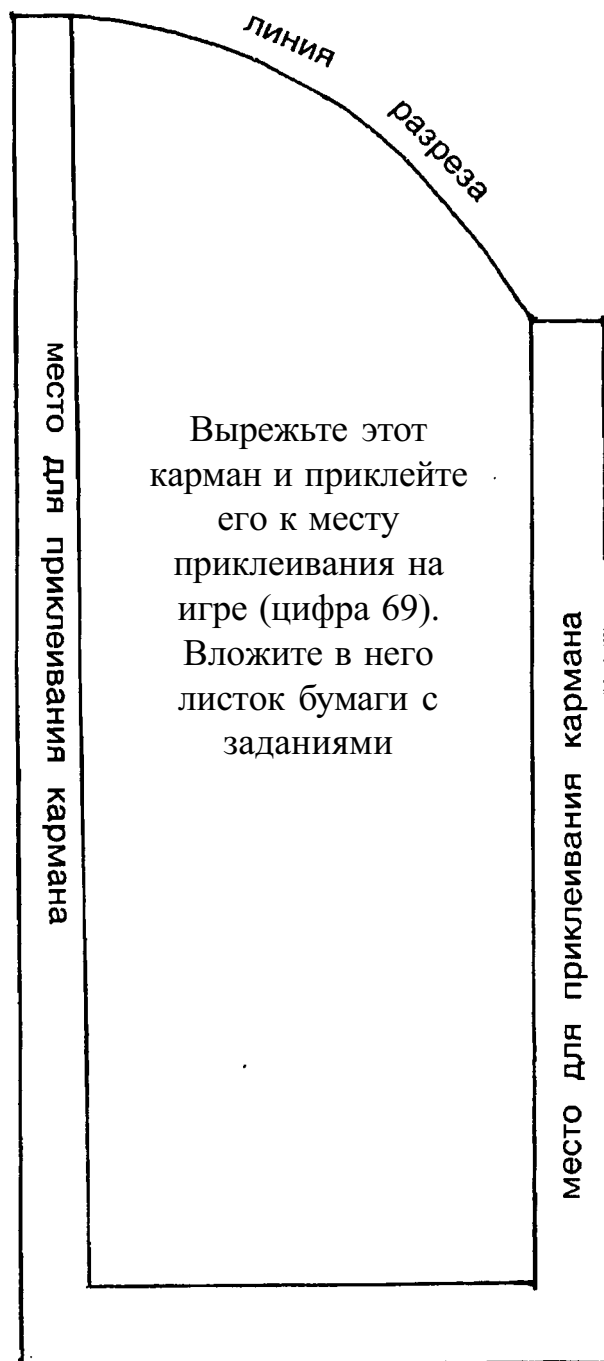 линия
разреза
место для приклеивания кармана
Вырежьте этот
карман и приклейте
его к месту
приклеивания на
игре (цифра 69).
Вложите в него
листок бумаги с
заданиями
место для приклеивания кармана